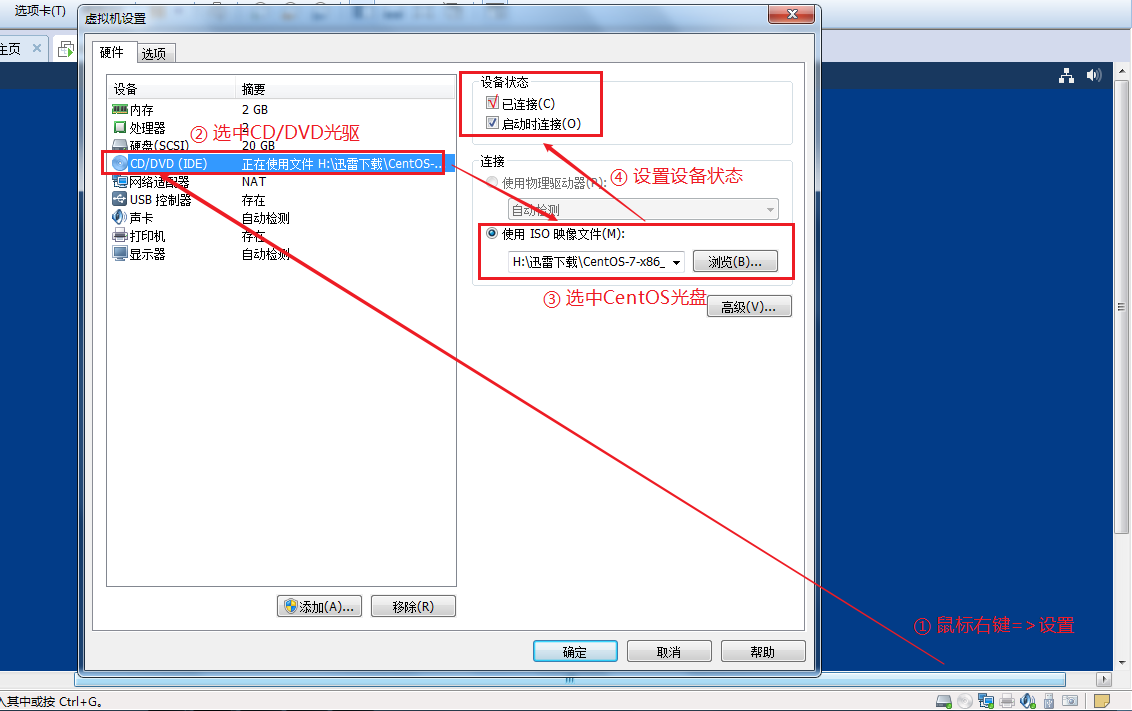 选项卡(T)
虚拟机设置
主页
硬件
选项
设备
摘要
内存
2 GB
处理器
2
硬盘(SCSI)
20 GB
CD/DVD (IDE)
正在使用文件 H:\迅雷下载\CentOS-...
网络适配器
NAT
USB 控制器
存在
声卡
自动检测
打印机
存在
显示器
自动检测
② 选中CD/DVD光驱
设备状态
已连接(C)
启动时连接(O)
连接
使用物理驱动器(P):
④ 设置设备状态
自动检测
使用 ISO 映像文件(M):
H:\迅雷下载\CentOS-7-x86_
浏览(B)...
③ 选中CentOS光盘
高级(V)...
添加(A)...
移除(R)
① 鼠标右键=>设置
确定
取消
帮助
入其中或按 Ctrl+G。